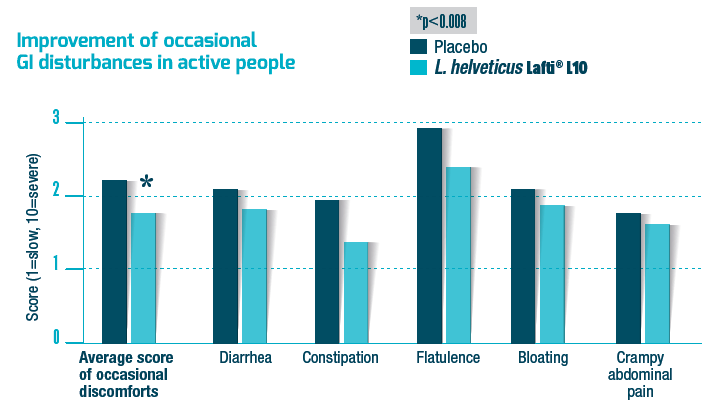 Improvement of occasional
GI disturbances in active people
*p<0.008
Placebo
L. helveticus Lafti® L10
Score (1=slow, 10=severe)
3
2
1
0
*
Average score
of occasional
discomforts
Diarrhea
Constipation
Flatulence
Bloating
Crampy
abdominal
pain